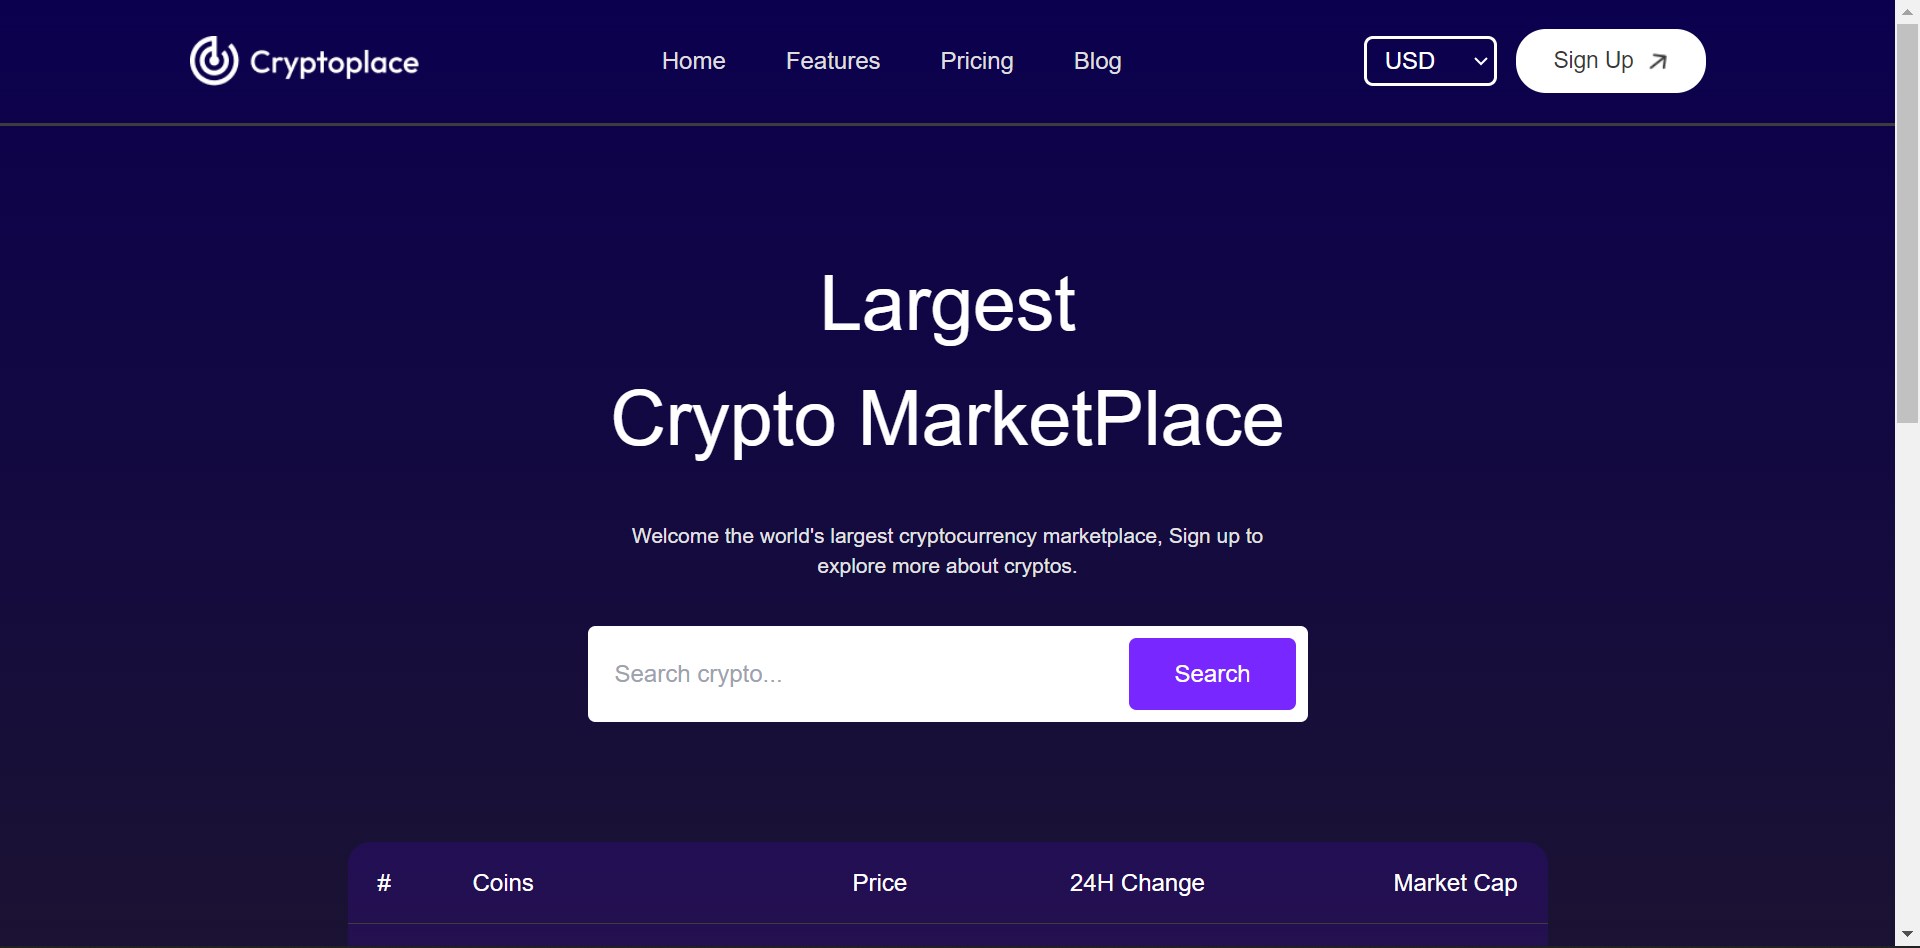 Cryptoplace
Home Features Pricing Blog
USD
Sign Up
Largest
Crypto MarketPlace
Welcome the world's largest cryptocurrency marketplace, Sign up to
explore more about cryptos.
Search crypto...
Search
# Coins Price 24H Change Market Cap